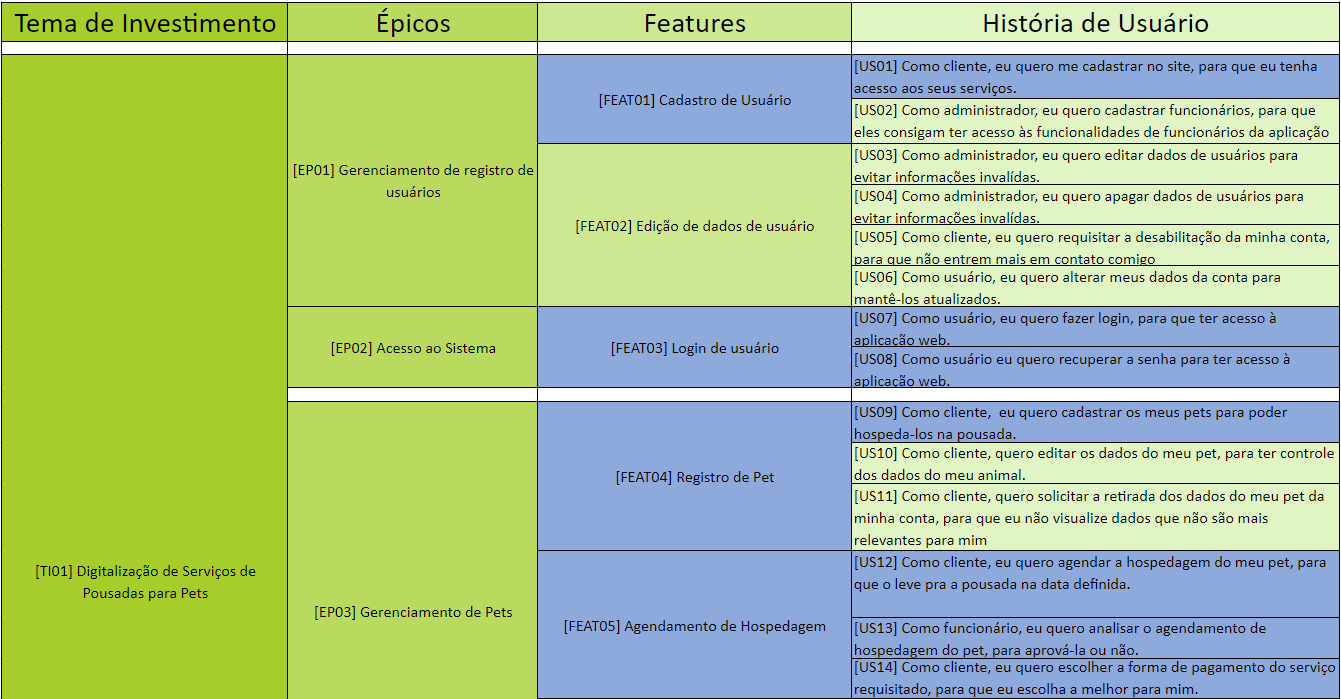 Tema de Investimento
Épicos
Features
História de Usuário
[TI01] Digitalização de Serviços de
Pousadas para Pets
[EP01] Gerenciamento de registro de
usuários
[FEAT01] Cadastro de Usuário
[US01] Como cliente, eu quero me cadastrar no site, para que eu tenha
acesso aos seus serviços.
[US02] Como administrador, eu quero cadastrar funcionários, para que
eles consigam ter acesso às funcionalidades de funcionários da aplicação
[FEAT02] Edição de dados de usuário
[US03] Como administrador, eu quero editar dados de usuários para
evitar informações invalídas.
[US04] Como administrador, eu quero apagar dados de usuários para
evitar informações invalídas.
[US05] Como cliente, eu quero requisitar a desabilitação da minha conta,
para que não entrem mais em contato comigo
[US06] Como usuário, eu quero alterar meus dados da conta para
mantê-los atualizados.
[EP02] Acesso ao Sistema
[FEAT03] Login de usuário
[US07] Como usuário, eu quero fazer login, para que ter acesso à
aplicação web.
[US08] Como usuário eu quero recuperar a senha para ter acesso à
aplicação web.
[EP03] Gerenciamento de Pets
[FEAT04] Registro de Pet
[US09] Como cliente,  eu quero cadastrar os meus pets para poder
hospeda-los na pousada.
[US10] Como cliente, quero editar os dados do meu pet, para ter controle
dos dados do meu animal.
[US11] Como cliente, quero solicitar a retirada dos dados do meu pet da
minha conta, para que eu não visualize dados que não são mais
relevantes para mim
[FEAT05] Agendamento de Hospedagem
[US12] Como cliente, eu quero agendar a hospedagem do meu pet, para
que o leve pra a pousada na data definida.
[US13] Como funcionário, eu quero analisar o agendamento de
hospedagem do pet, para aprová-la ou não.
[US14] Como cliente, eu quero escolher a forma de pagamento do serviço
requisitado, para que eu escolha a melhor para mim.